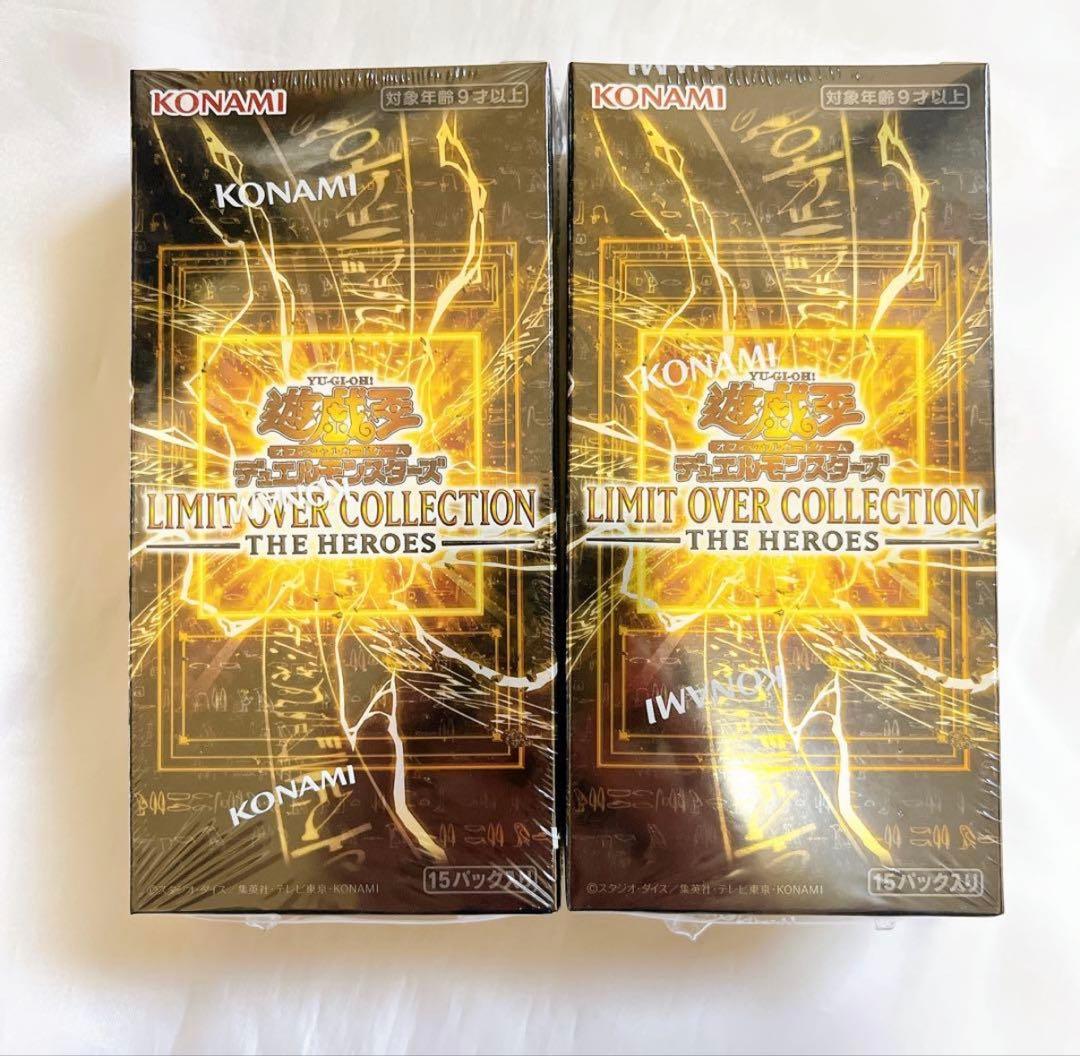 KONAMI
対象年齢9才以上
KONAMI
YU-GI-OH!
遊戯王
オフィシャルカードゲーム
デュエルモンスターズ
KONAMI
LIMIT OVER COLLECTION
THE HEROES
KONAMI
©スタジオ・ダイス/集英社・テレビ東京・KONAMI
15パック入り
KONAMI
KONAMI
対象年齢9才以上
KONAMI
YU-GI-OH!
遊戯王
オフィシャルカードゲーム
デュエルモンスターズ
LIMIT OVER COLLECTION
THE HEROES
KONAMI
©スタジオ・ダイス/集英社・テレビ東京・KONAMI
15パック入り